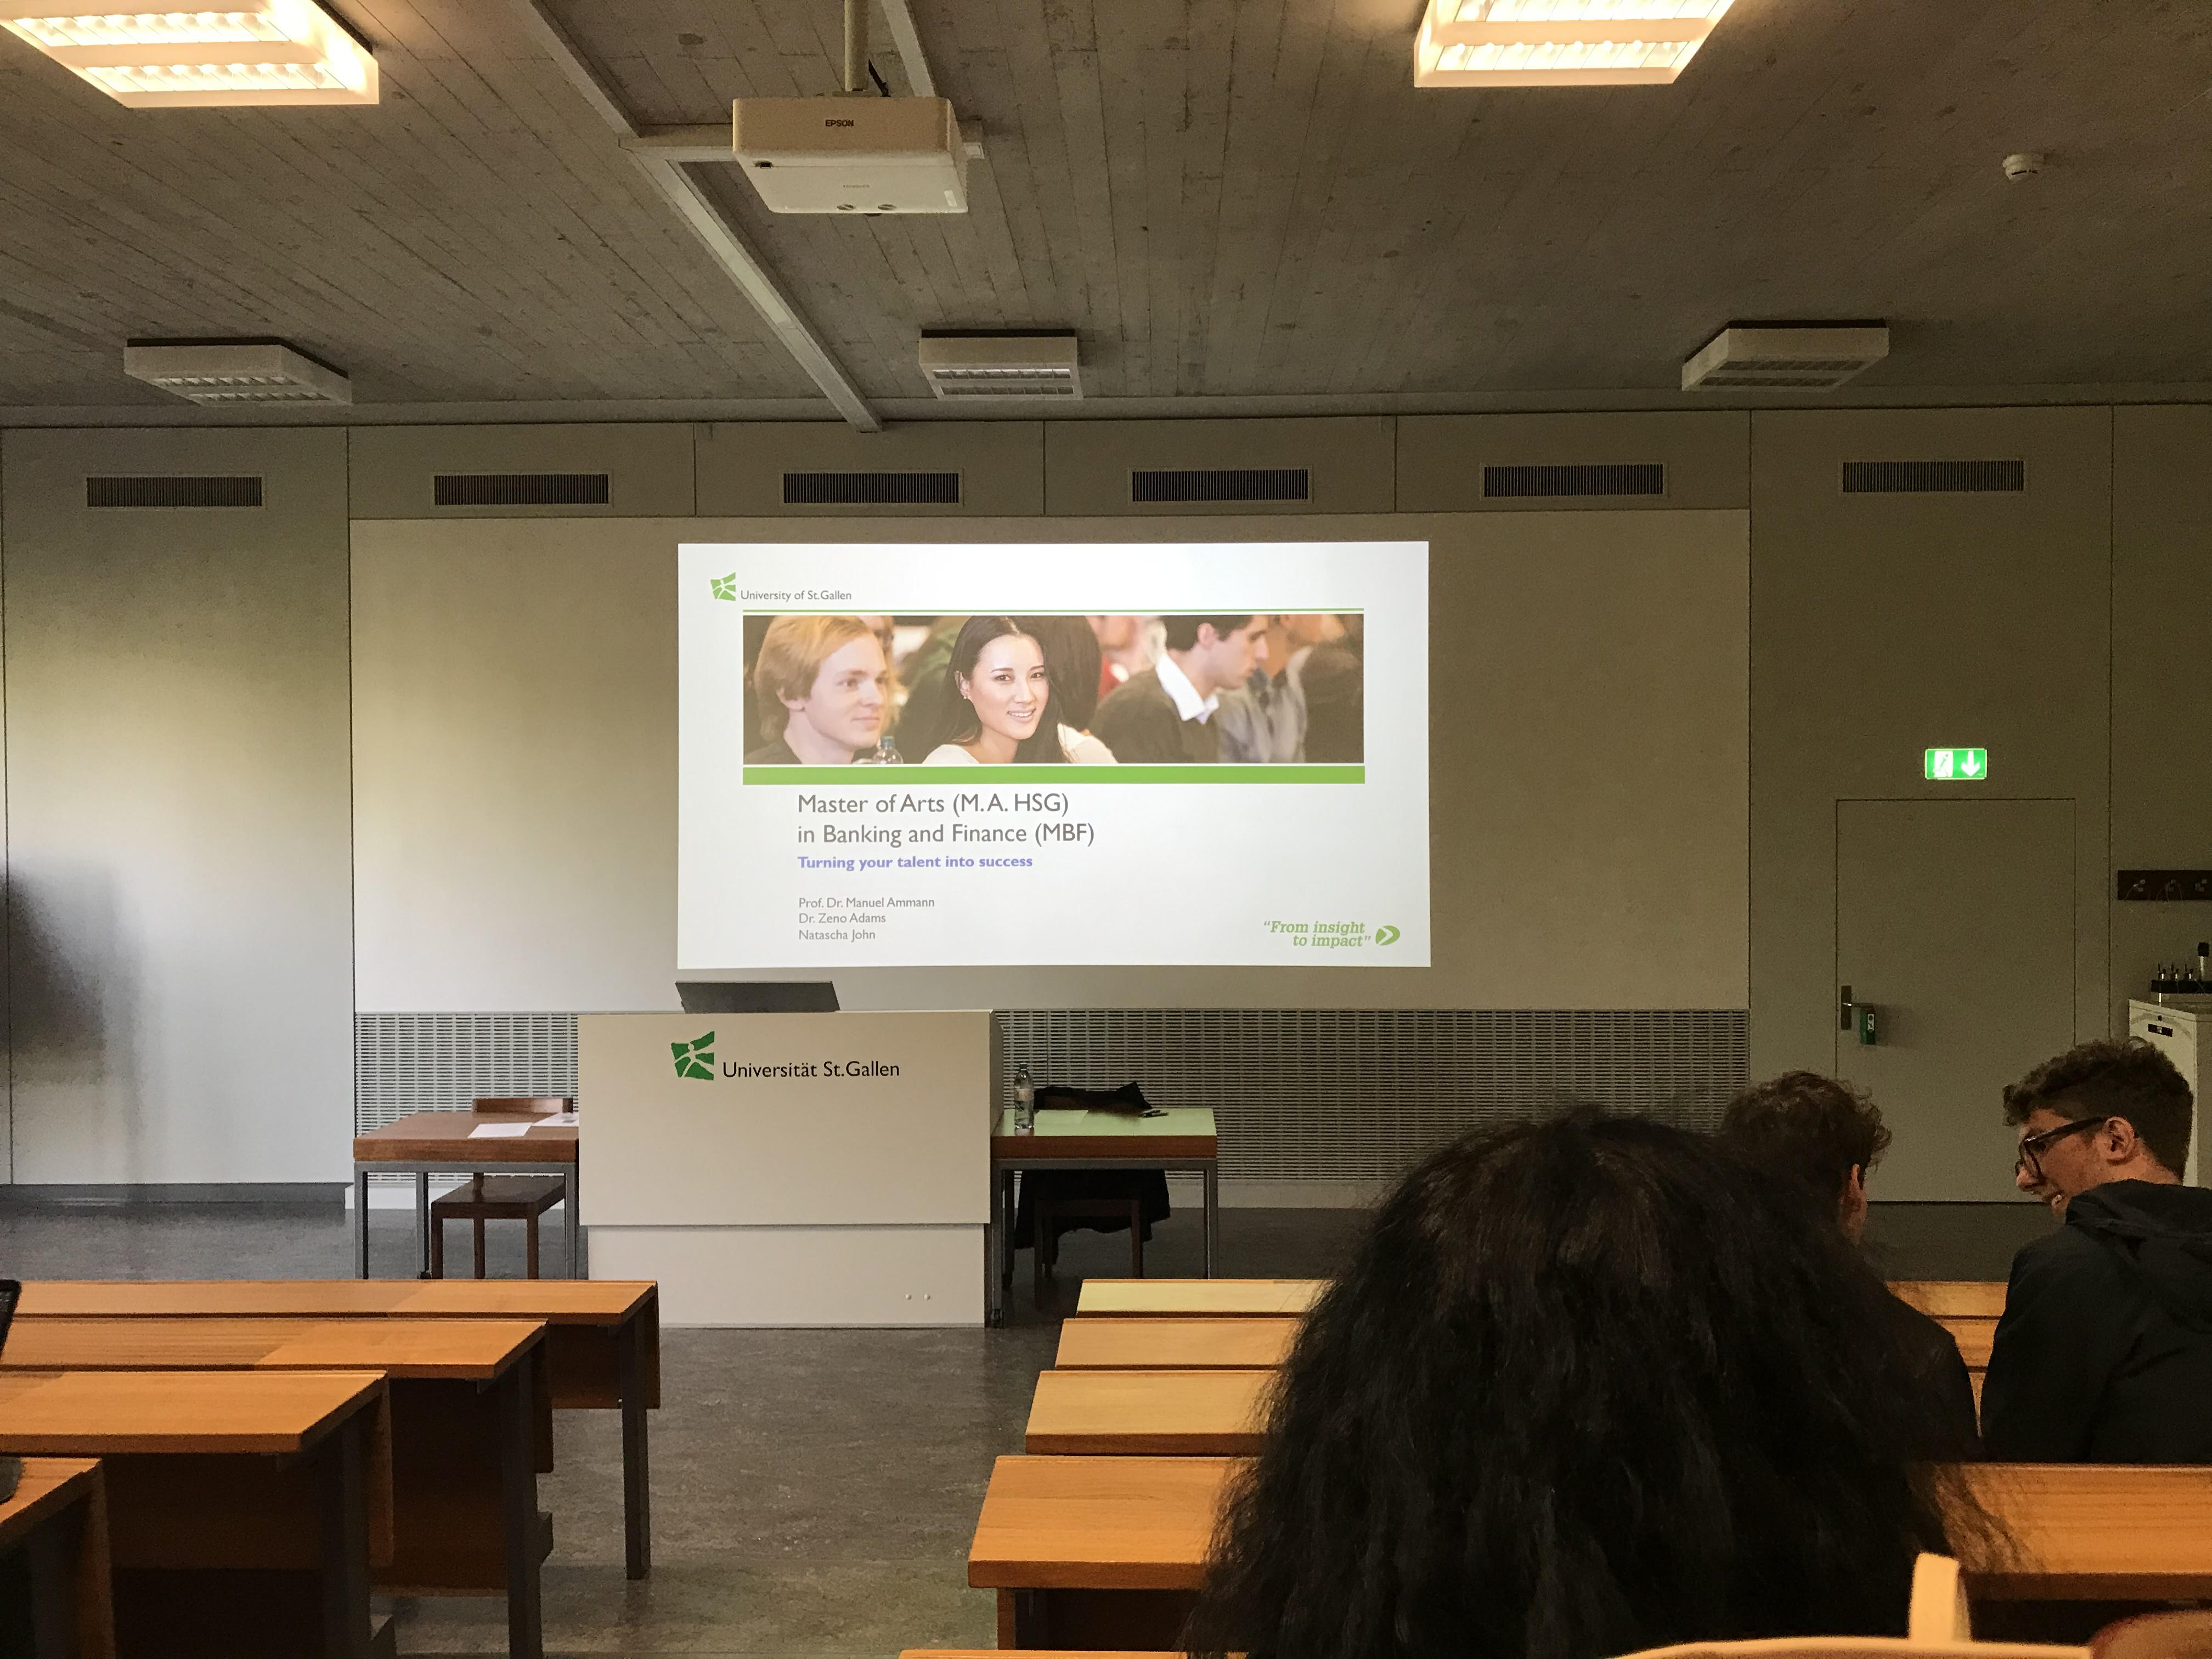 EPSON
University of St.Gallen
Master of Arts (M.A. HSG)
in Banking and Finance (MBF)
Turning your talent into success
Prof. Dr. Manuel Ammann
Dr. Zeno Adams
Natascha John
"From insight
to impact"
Universität St.Gallen